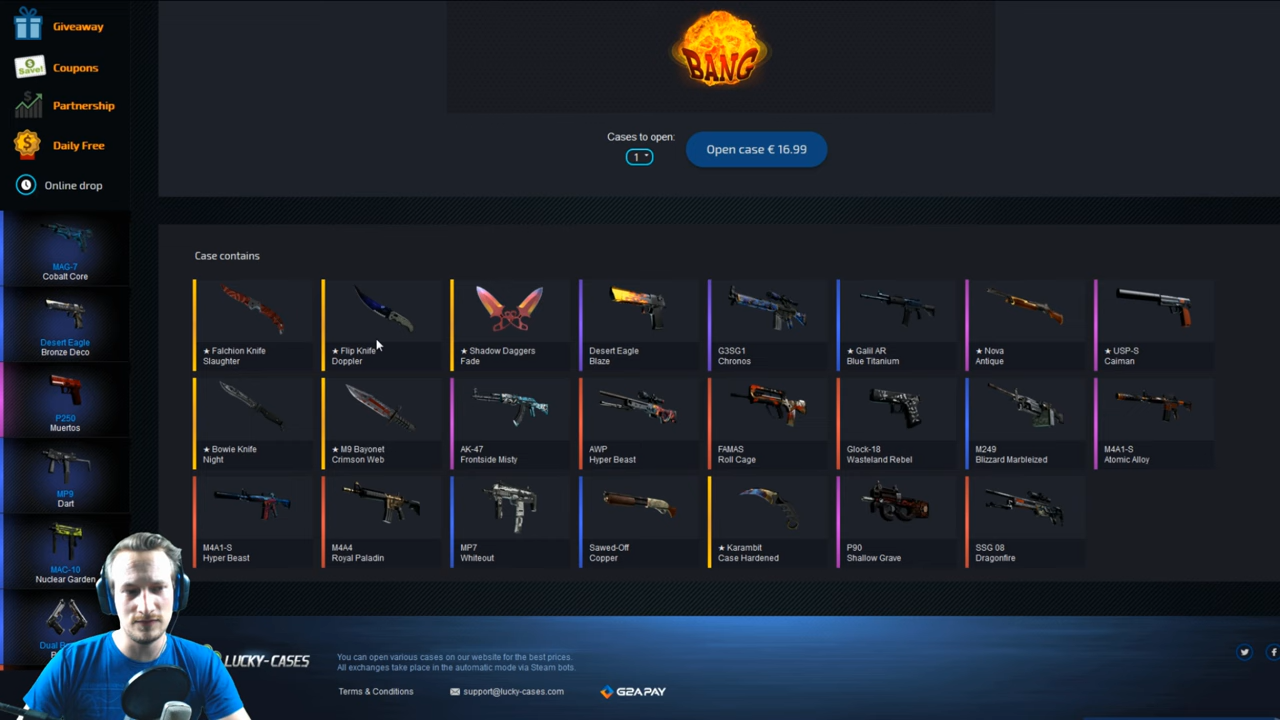 Giveaway
Save!
Coupons
Partnership
Daily Free
Online drop
MAG-7
Cobalt Core
Desert Eagle
Bronze Deco
P250
Muertos
MP9
Dart
MAC-10
Nuclear Garden
BANG
Cases to open:
1
Open case € 16.99
Case contains
★ Falchion Knife
Slaughter
★ Flip Knife
Doppler
★ Shadow Daggers
Fade
Desert Eagle
Blaze
G3SG1
Chronos
★ Galil AR
Blue Titanium
★ Nova
Antique
★ USP-S
Caiman
★ Bowie Knife
Night
★ M9 Bayonet
Crimson Web
AK-47
Frontside Misty
AWP
Hyper Beast
FAMAS
Roll Cage
Glock-18
Wasteland Rebel
M249
Blizzard Marbleized
M4A1-S
Atomic Alloy
M4A1-S
Hyper Beast
M4A4
Royal Paladin
MP7
Whiteout
Sawed-Off
Copper
★ Karambit
Case Hardened
P90
Shallow Grave
SSG 08
Dragonfire
LUCKY-CASES
You can open various cases on our website for the best prices.
All exchanges take place in the automatic mode via Steam bots.
Terms & Conditions
support@lucky-cases.com
G2A PAY